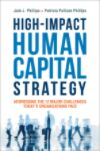 Jack J. Phillips • Patricia Pulliam Phillips
HIGH-IMPACT
HUMAN
CAPITAL
STRATEGY
ADDRESSING THE 12 MAJOR CHALLENGES
TODAY'S ORGANIZATIONS FACE